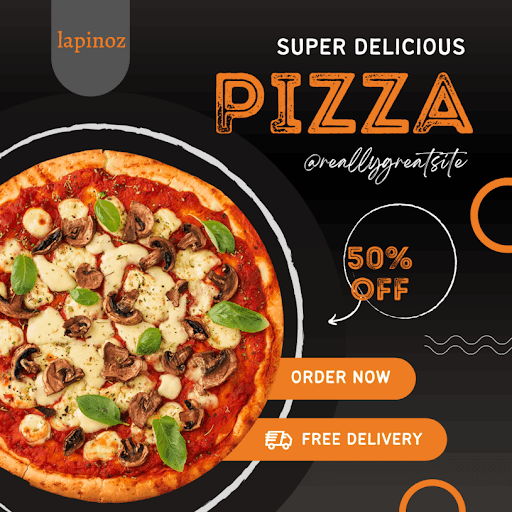 lapinoz
SUPER DELICIOUS
PIZZA
@reallygreatsite
50%
OFF
ORDER NOW
FREE DELIVERY